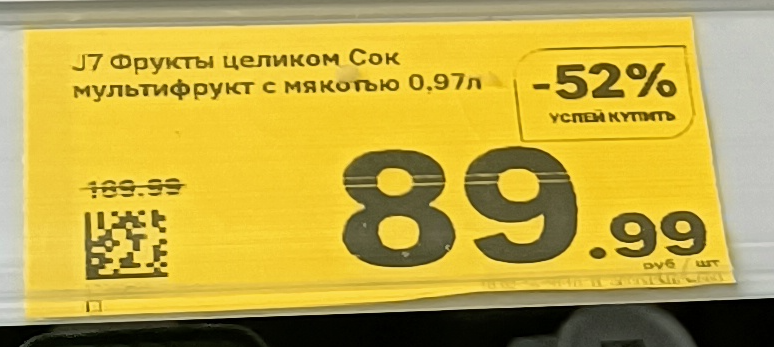 J7 Фрукты целиком Сок
мультифрукт с мякотью 0,97л
-52%
УСПЕЙ КУПИТЬ
189.99
89.99
руб / шт